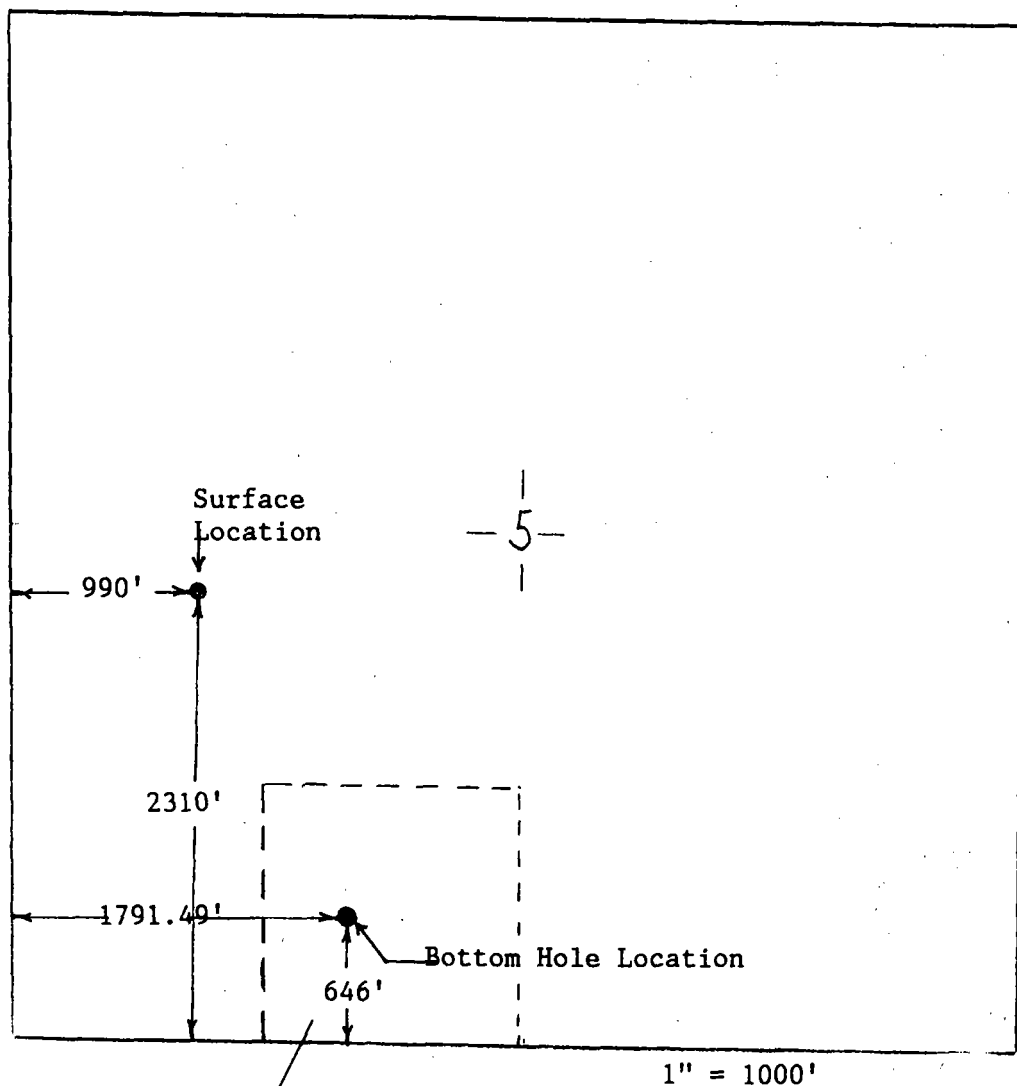 Surface
Location
— 5 —
990'
2310'
1791.49'
Bottom Hole Location
646'
1" = 1000'